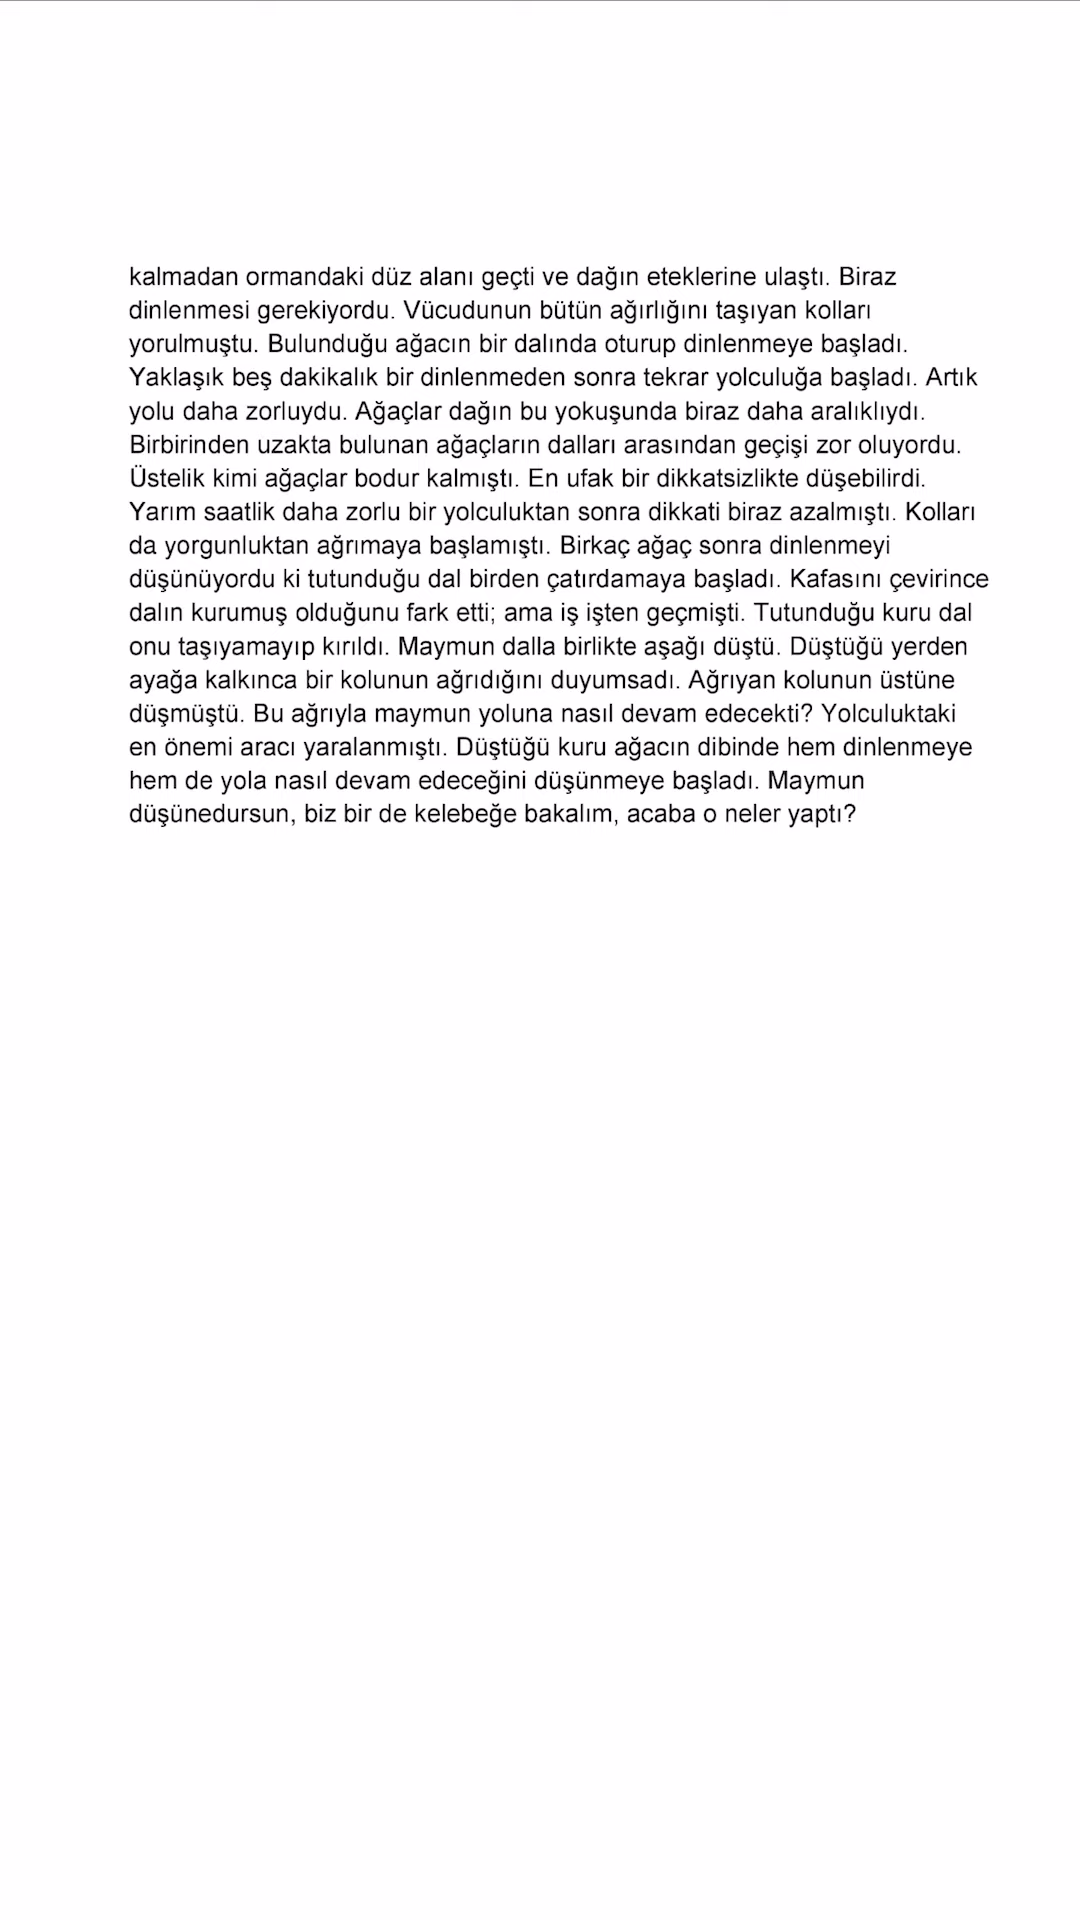 kalmadan ormandaki düz alanı geçti ve dağın eteklerine ulaştı. Biraz
dinlenmesi gerekiyordu. Vücudunun bütün ağırlığını taşıyan kolları
yorulmuştu. Bulunduğu ağacın bir dalında oturup dinlenmeye başladı.
Yaklaşık beş dakikalık bir dinlenmeden sonra tekrar yolculuğa başladı. Artık
yolu daha zorluydu. Ağaçlar dağın bu yokuşunda biraz daha aralıklıydı.
Birbirinden uzakta bulunan ağaçların dalları arasından geçişi zor oluyordu.
Üstelik kimi ağaçlar bodur kalmıştı. En ufak bir dikkatsizlikte düşebilirdi.
Yarım saatlik daha zorlu bir yolculuktan sonra dikkati biraz azalmıştı. Kolları
da yorgunluktan ağrımaya başlamıştı. Birkaç ağaç sonra dinlenmeyi
düşünüyordu ki tutunduğu dal birden çatırdamaya başladı. Kafasını çevirince
dalın kurumuş olduğunu fark etti; ama iş işten geçmişti. Tutunduğu kuru dal
onu taşıyamayıp kırıldı. Maymun dalla birlikte aşağı düştü. Düştüğü yerden
ayağa kalkınca bir kolunun ağrıdığını duyumsadı. Ağrıyan kolunun üstüne
düşmüştü. Bu ağrıyla maymun yoluna nasıl devam edecekti? Yolculuktaki
en önemi aracı yaralanmıştı. Düştüğü kuru ağacın dibinde hem dinlenmeye
hem de yola nasıl devam edeceğini düşünmeye başladı. Maymun
düşünedursun, biz bir de kelebeğe bakalım, acaba o neler yaptı?